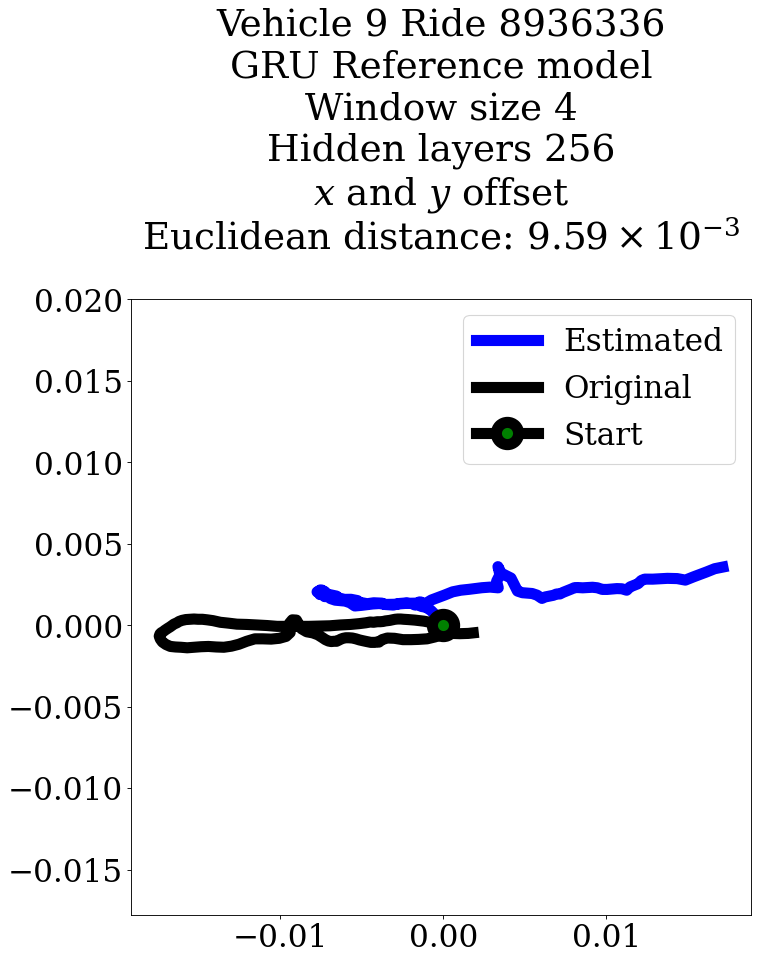 Vehicle 9 Ride 8936336
GRU Reference model
Window size 4
Hidden layers 256
x and y offset
Euclidean distance: 9.59 × 10⁻³
0.020
0.015
0.010
0.005
0.000
−0.005
−0.010
−0.015
Estimated
Original
Start
−0.01
0.00
0.01